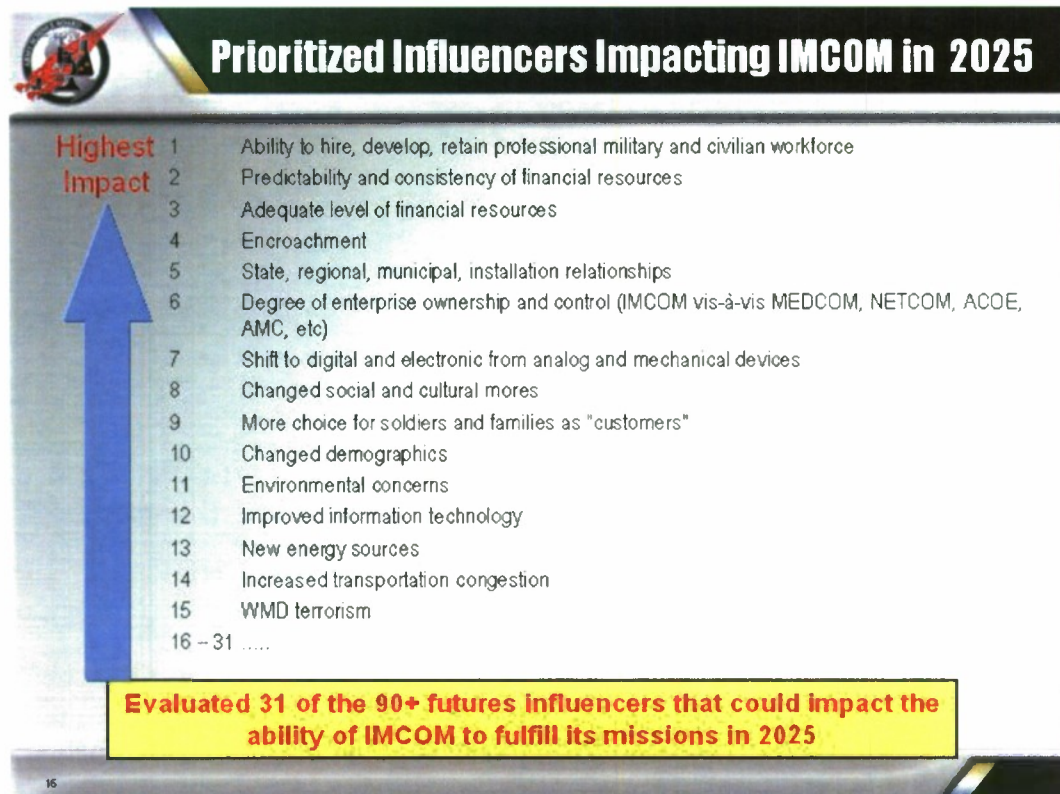 Prioritized Influencers Impacting IMCOM in 2025
Highest
Impact
1 Ability to hire, develop, retain professional military and civilian workforce
2 Predictability and consistency of financial resources
3 Adequate level of financial resources
4 Encroachment
5 State, regional, municipal, installation relationships
6 Degree of enterprise ownership and control (IMCOM vis-à-vis MEDCOM, NETCOM, ACOE,
AMC, etc)
7 Shift to digital and electronic from analog and mechanical devices
8 Changed social and cultural mores
9 More choice for soldiers and families as "customers"
10 Changed demographics
11 Environmental concerns
12 Improved information technology
13 New energy sources
14 Increased transportation congestion
15 WMD terrorism
16 – 31 .....
Evaluated 31 of the 90+ futures influencers that could impact the
ability of IMCOM to fulfill its missions in 2025
16